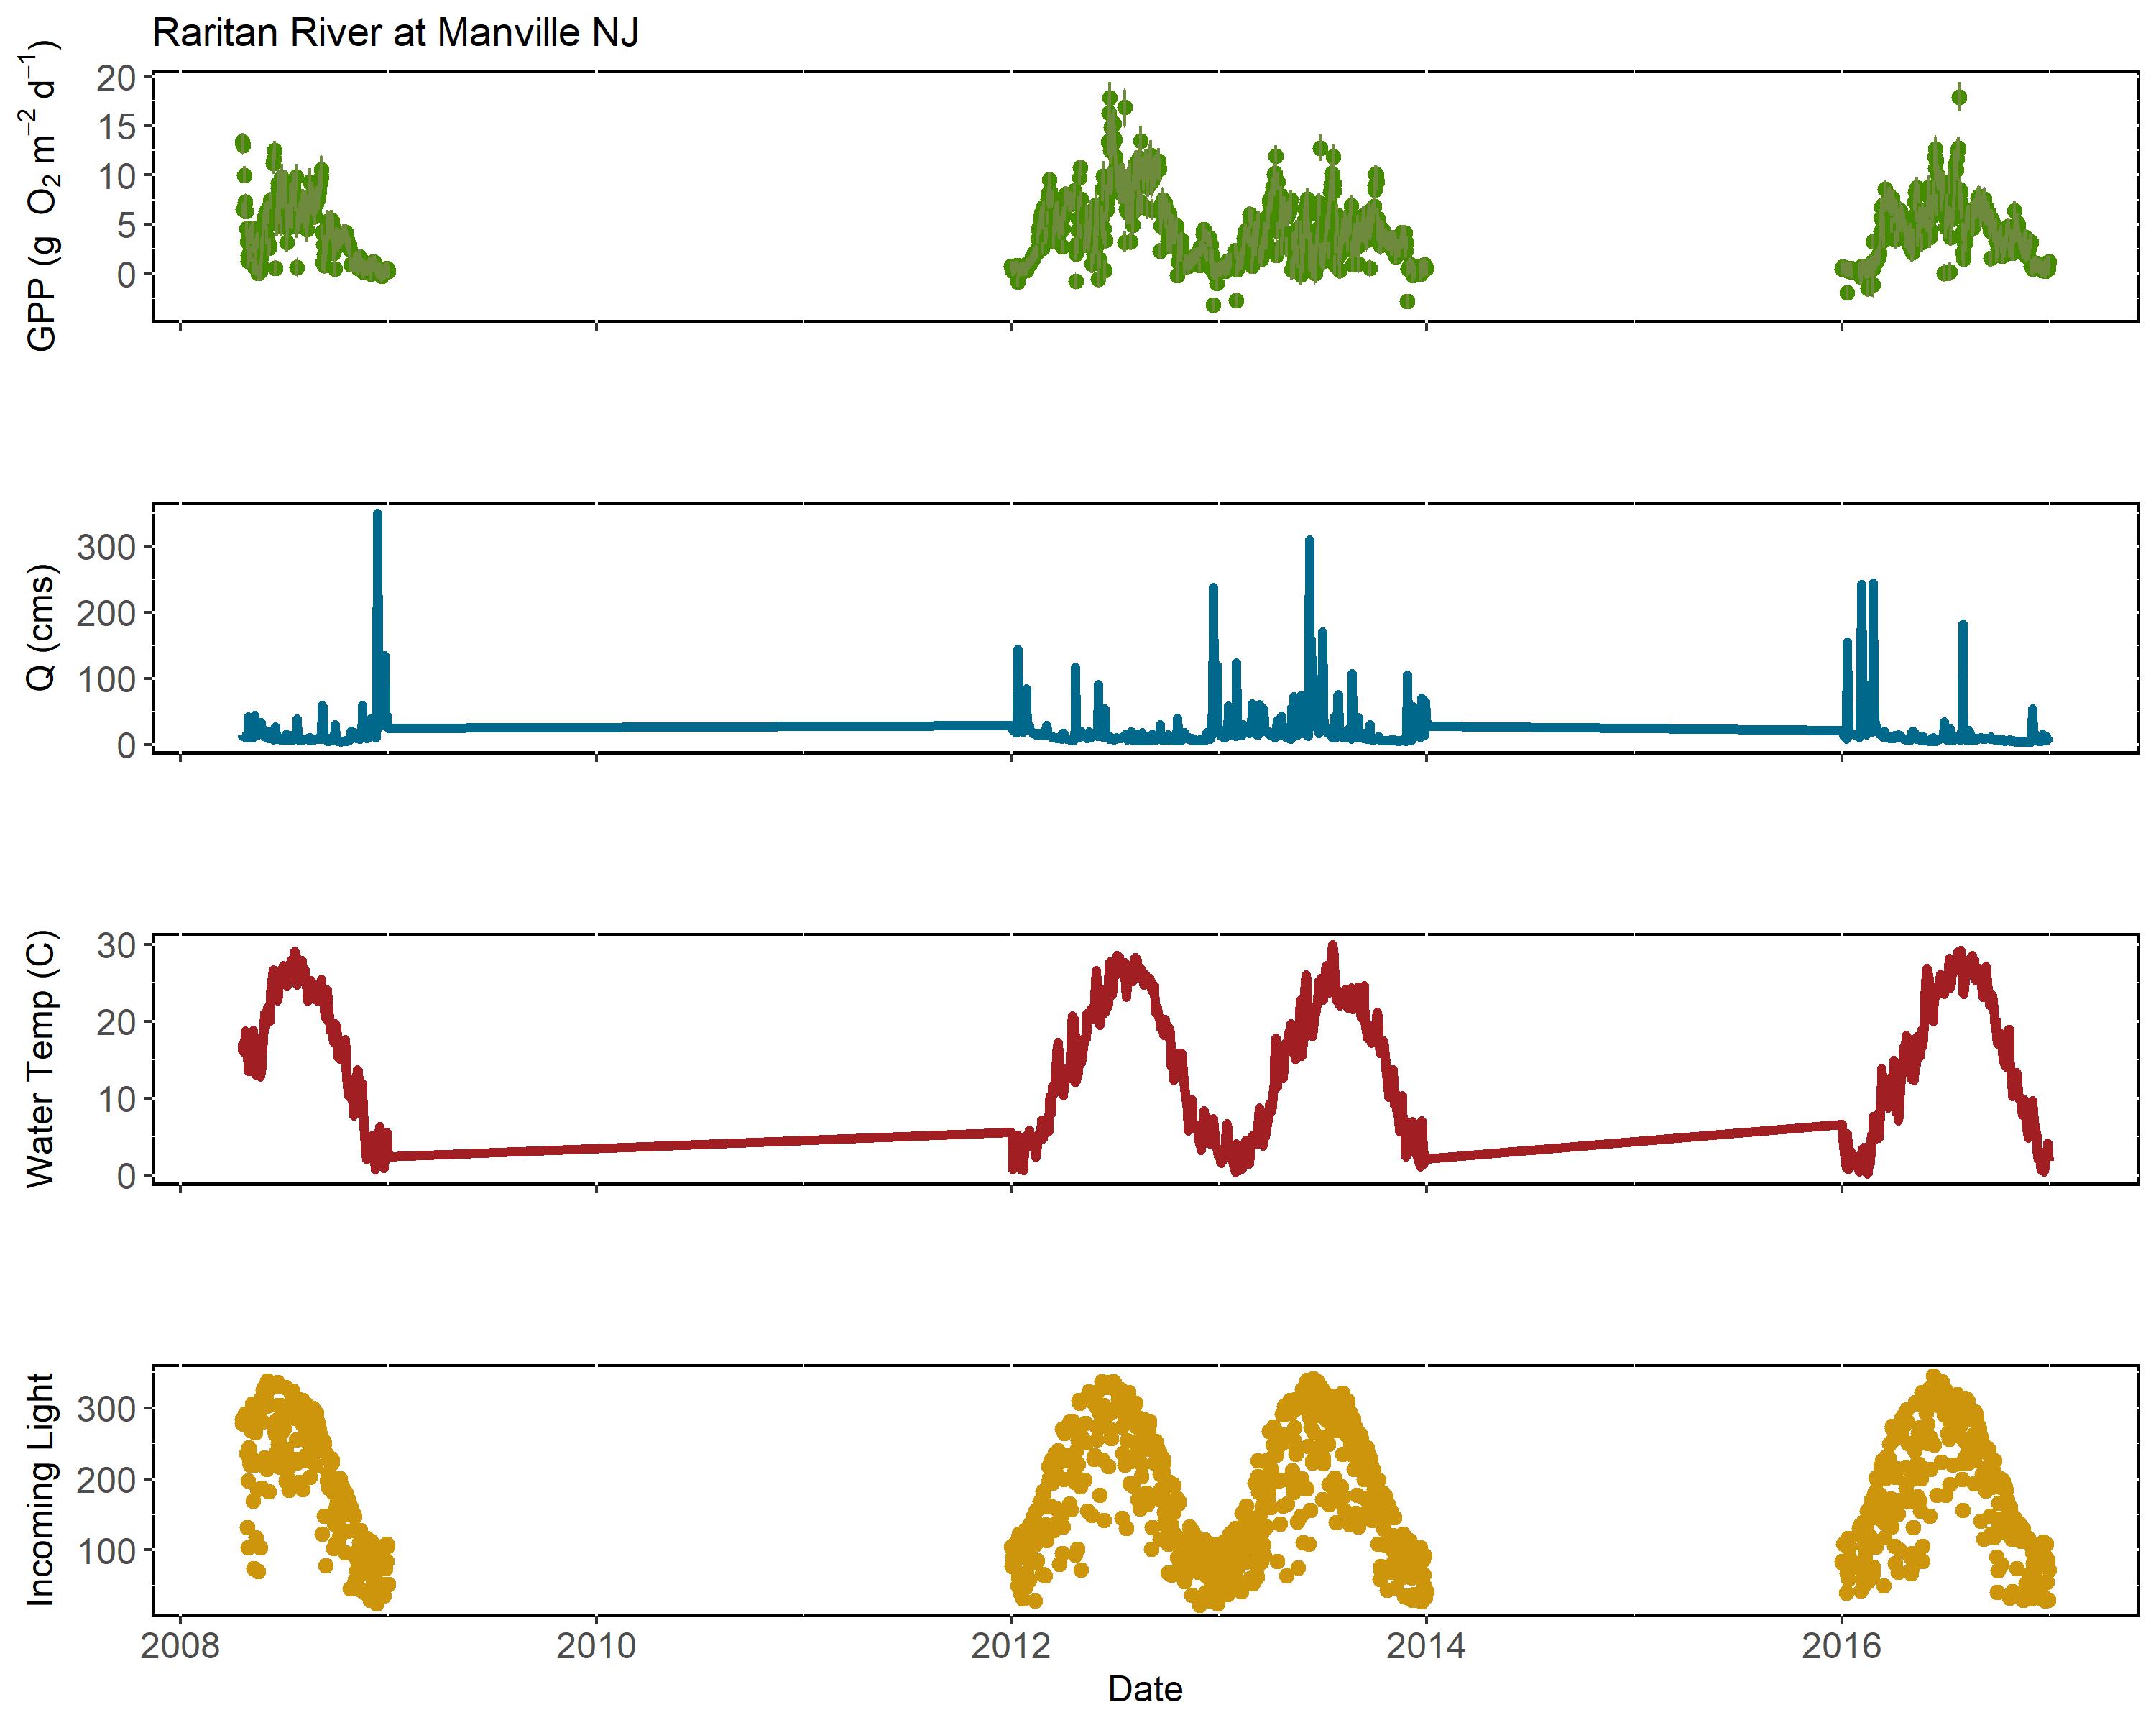 Raritan River at Manville NJ
GPP (g O₂ m⁻² d⁻¹)
20
15
10
5
0
Q (cms)
300
200
100
0
Water Temp (C)
30
20
10
0
Incoming Light
300
200
100
2008 2010 2012 2014 2016
Date